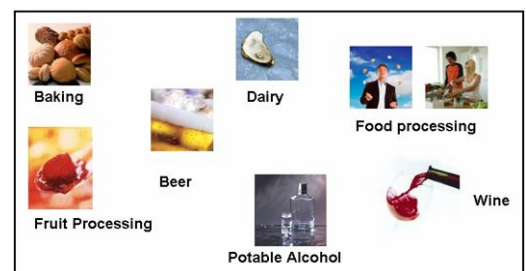 Baking
Dairy
Food processing
Beer
Fruit Processing
Wine
Potable Alcohol